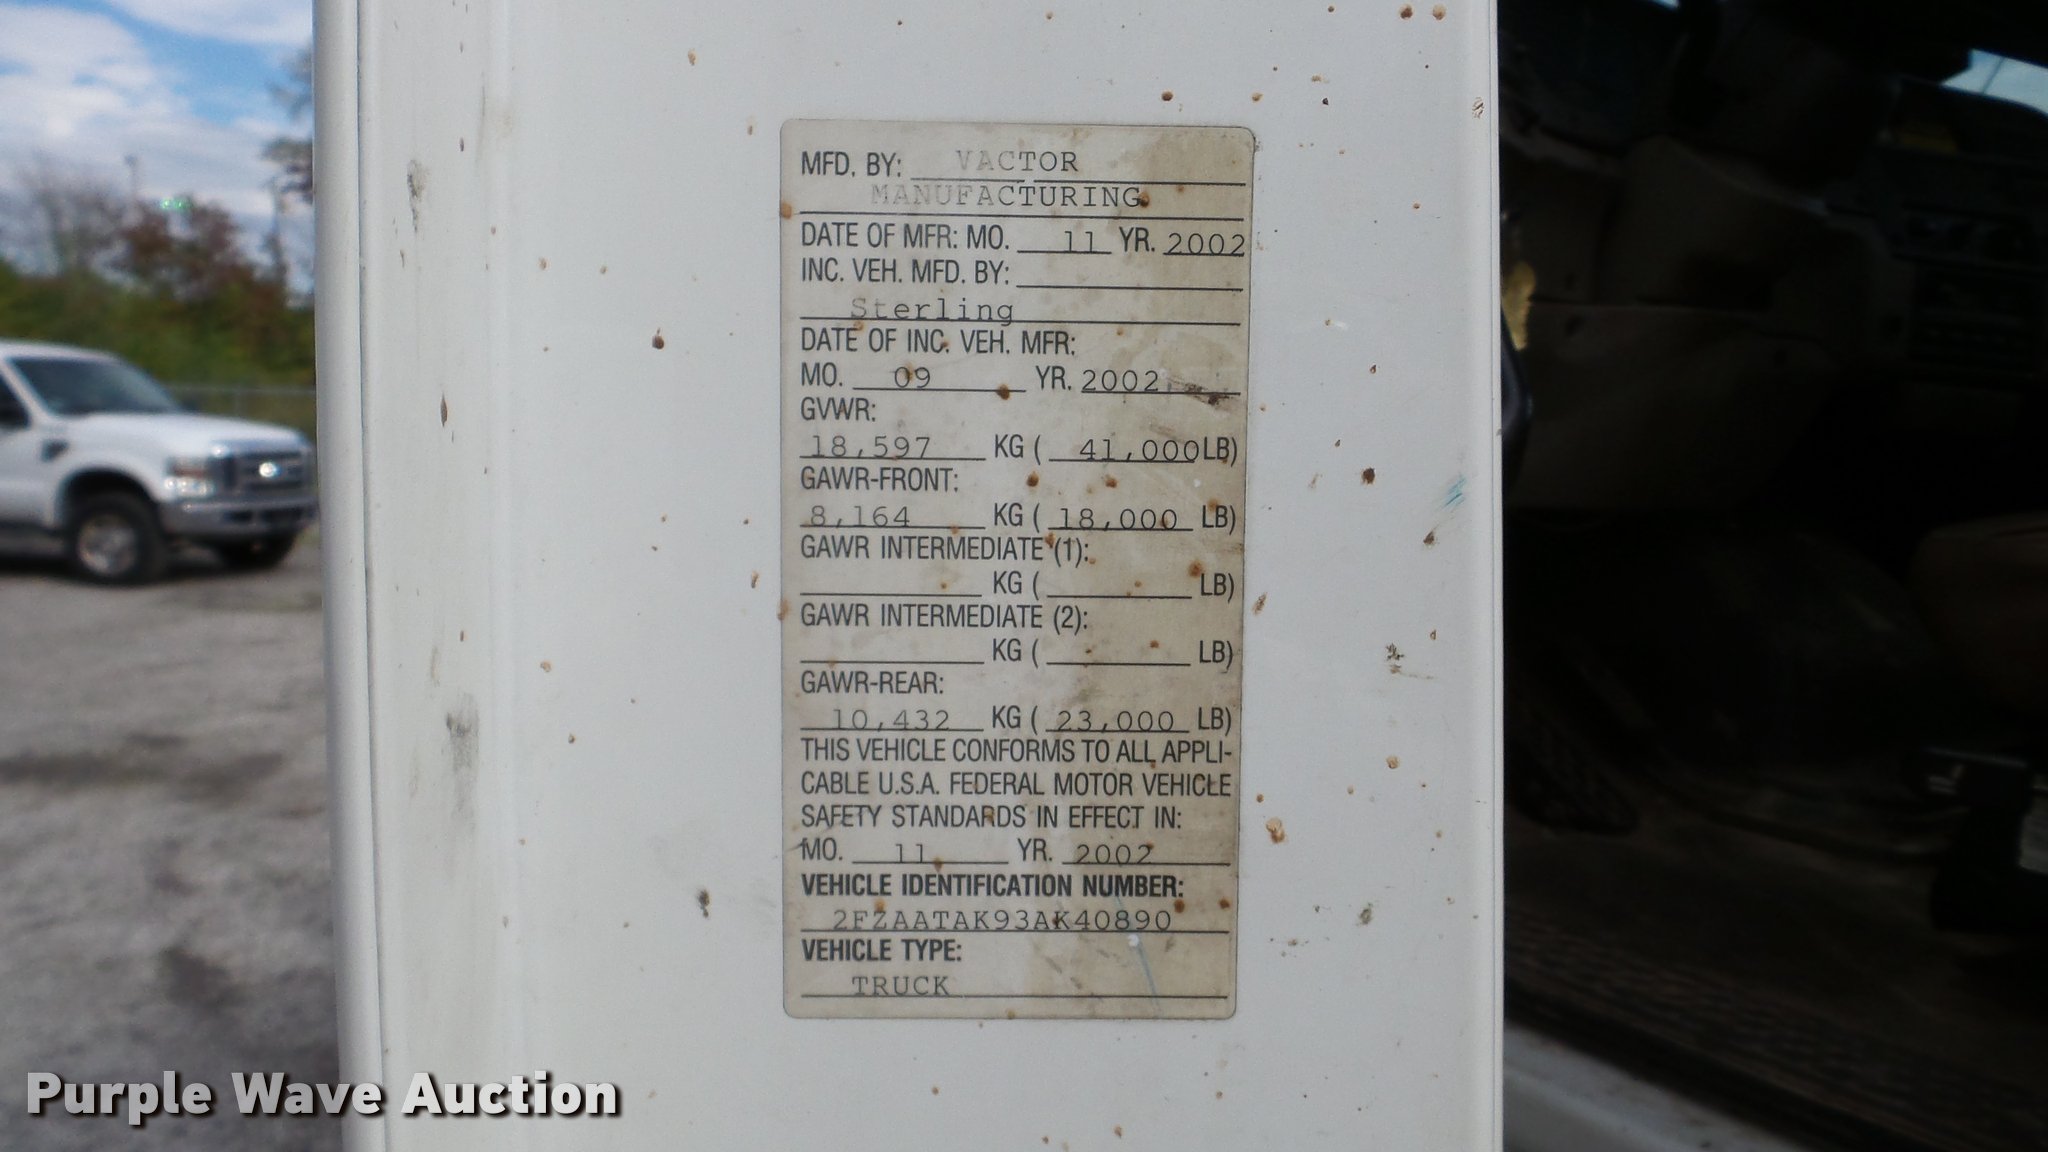 MFD. BY: VACTOR
MANUFACTURING
DATE OF MFR: MO. 11 YR. 2002
INC. VEH. MFD. BY:
Sterling
DATE OF INC. VEH. MFR:
MO. 09 YR. 2002
GVWR:
18,597 KG ( 41,000 LB)
GAWR-FRONT:
8,164 KG ( 18,000 LB)
GAWR INTERMEDIATE (1):
KG ( LB)
GAWR INTERMEDIATE (2):
KG ( LB)
GAWR-REAR:
10,432 KG ( 23,000 LB)
THIS VEHICLE CONFORMS TO ALL APPLI-
CABLE U.S.A. FEDERAL MOTOR VEHICLE
SAFETY STANDARDS IN EFFECT IN:
MO. 11 YR. 2002
VEHICLE IDENTIFICATION NUMBER:
2FZAATAK93AK40890
VEHICLE TYPE:
TRUCK
Purple Wave Auction